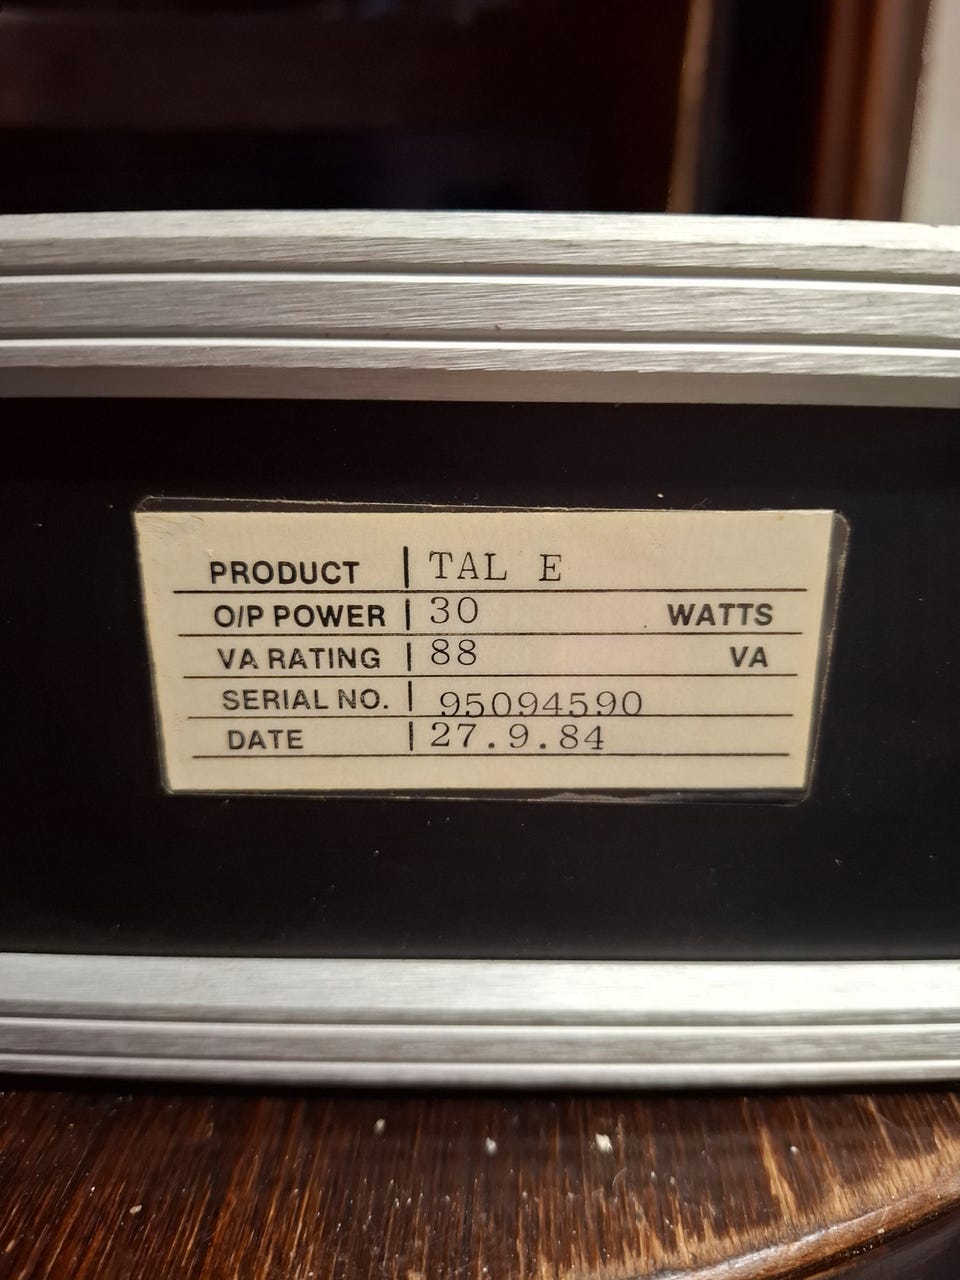 PRODUCT | TAL E
O/P POWER | 30 WATTS
VA RATING | 88 VA
SERIAL NO. | 95094590
DATE | 27.9.84